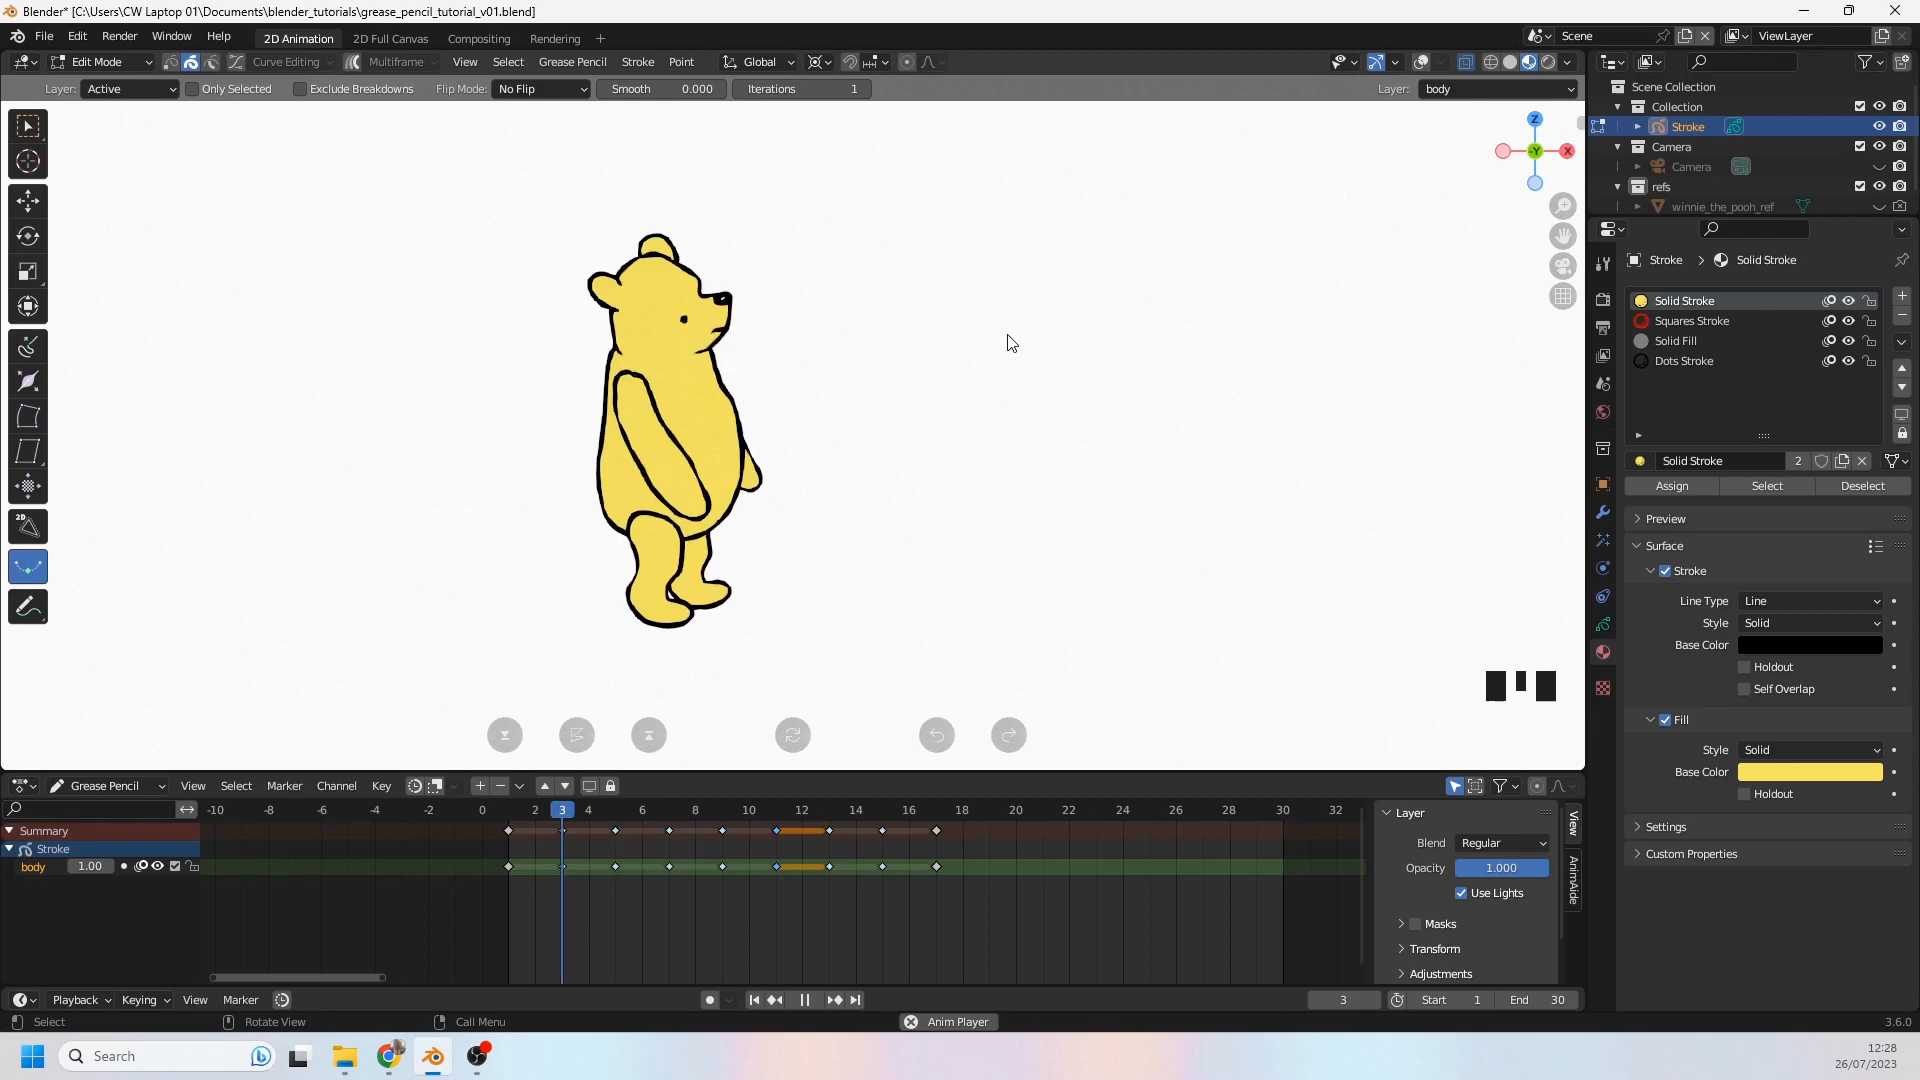 Blender* [C:\Users\CW Laptop 01\Documents\blender_tutorials\grease_pencil_tutorial_v01.blend]
File Edit Render Window Help 2D Animation 2D Full Canvas Compositing Rendering + Scene ViewLayer
Edit Mode Curve Editing Multiframe View Select Grease Pencil Stroke Point Global
Layer: Active Only Selected Exclude Breakdowns Flip Mode: No Flip Smooth 0.000 Iterations 1 Layer: body
Scene Collection
Collection
Stroke
Camera
Camera
refs
winnie_the_pooh_ref
Z
-Y X
Stroke > Solid Stroke
Solid Stroke
Squares Stroke
Solid Fill
Dots Stroke
Solid Stroke 2
Assign Select Deselect
Preview
Surface
Stroke
Line Type Line
Style Solid
Base Color
Holdout
Self Overlap
Fill
Style Solid
Base Color
Holdout
Settings
Custom Properties
2D
Grease Pencil View Select Marker Channel Key
-10 -8 -6 -4 -2 0 2 3 4 6 8 10 12 14 16 18 20 22 24 26 28 30 32
Summary
Stroke
body 1.00
Layer
Blend Regular
Opacity 1.000
Use Lights
Masks
Transform
Adjustments
View
AnimAide
Playback Keying View Marker 3 Start 1 End 30
Select Rotate View Call Menu Anim Player 3.6.0
Search
12:28
26/07/2023